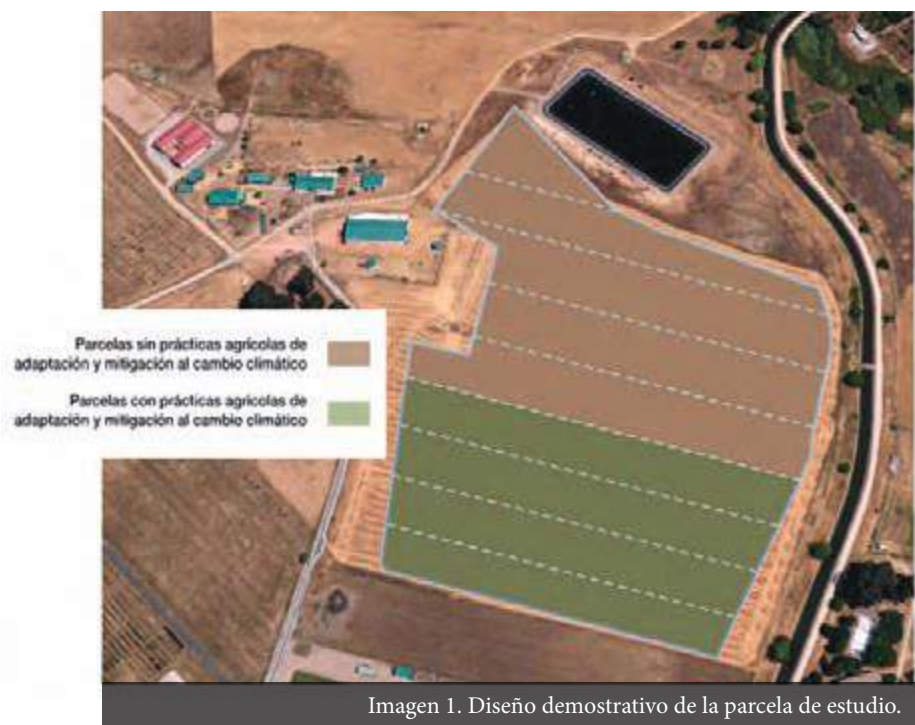 Parcelas sin prácticas agrícolas de
adaptación y mitigación al cambio climático
Parcelas con prácticas agrícolas de
adaptación y mitigación al cambio climático
Imagen 1. Diseño demostrativo de la parcela de estudio.